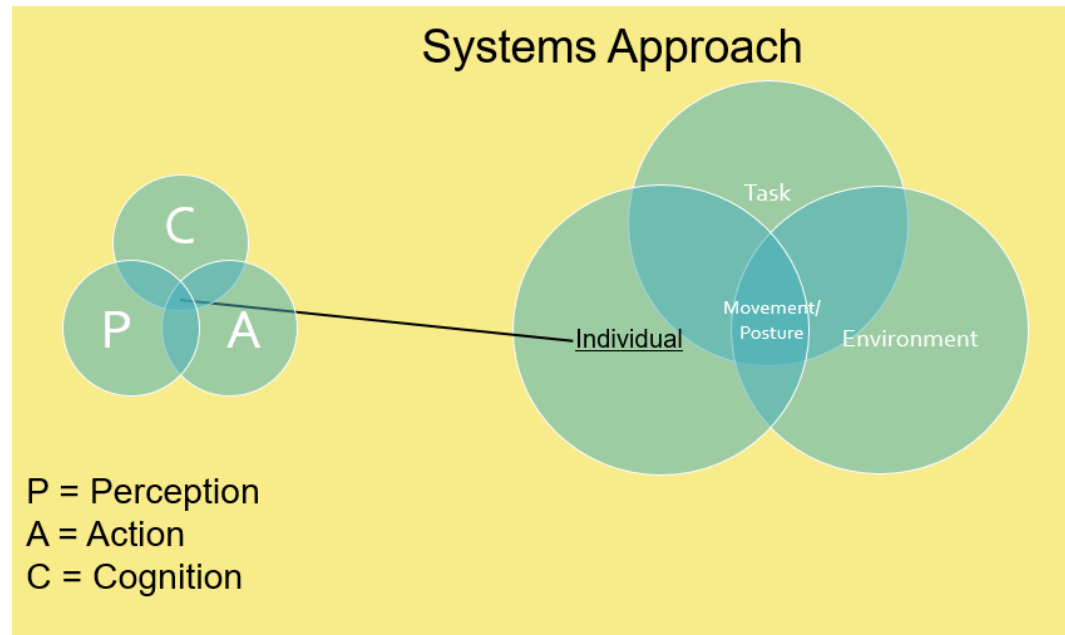 Systems Approach
C
P
A
Task
Movement/
Posture
Individual
Environment
P = Perception
A = Action
C = Cognition